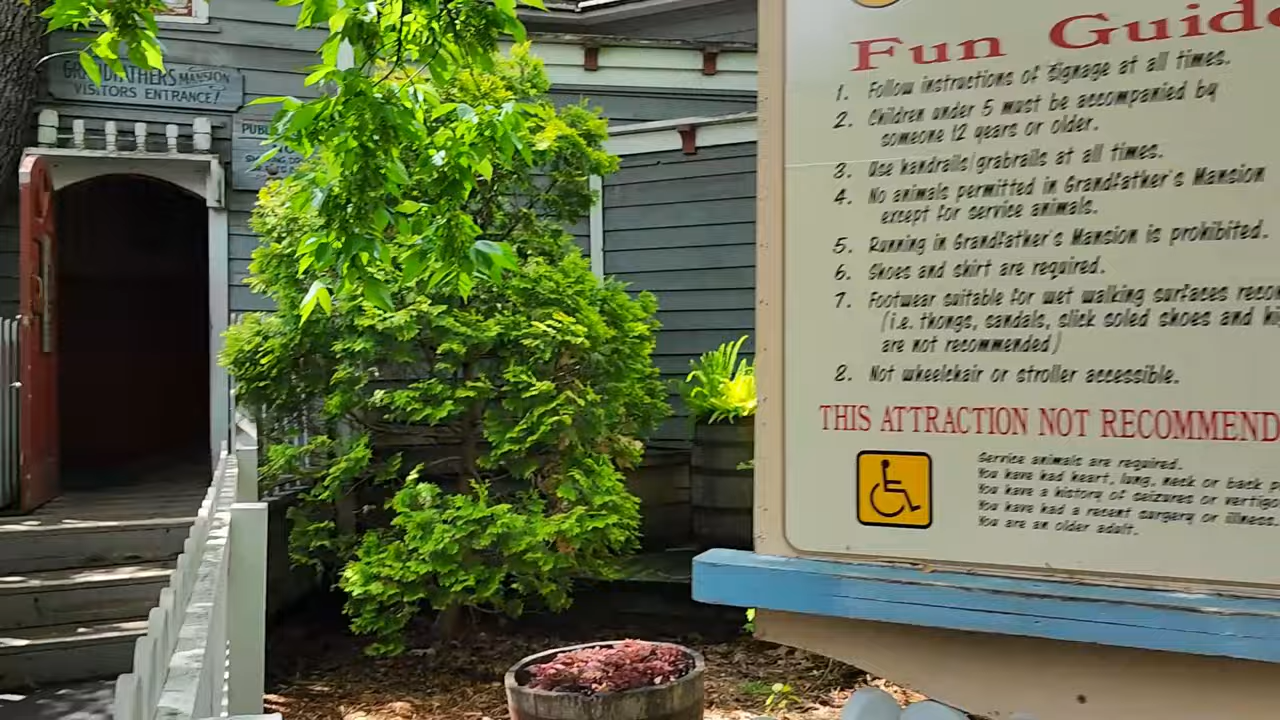 GRANDFATHERS MANSION
VISITORS ENTRANCE!
PUBL
Fun Guide
1. Follow instructions of signage at all times.
2. Children under 5 must be accompanied by
someone 12 years or older.
3. Use handrails/grabrails at all times.
4. No animals permitted in Grandfather's Mansion
except for service animals.
5. Running in Grandfather's Mansion is prohibited.
6. Shoes and shirt are required.
7. Footwear suitable for wet walking surfaces recom
(i.e. thongs, sandals, slick soled shoes and hi
are not recommended)
2. Not wheelchair or stroller accessible.
THIS ATTRACTION NOT RECOMMEND
Service animals are required.
You have had heart, lung, neck or back p
You have a history of seizures or vertigo
You have had a recent surgery or illness.
You are an older adult.